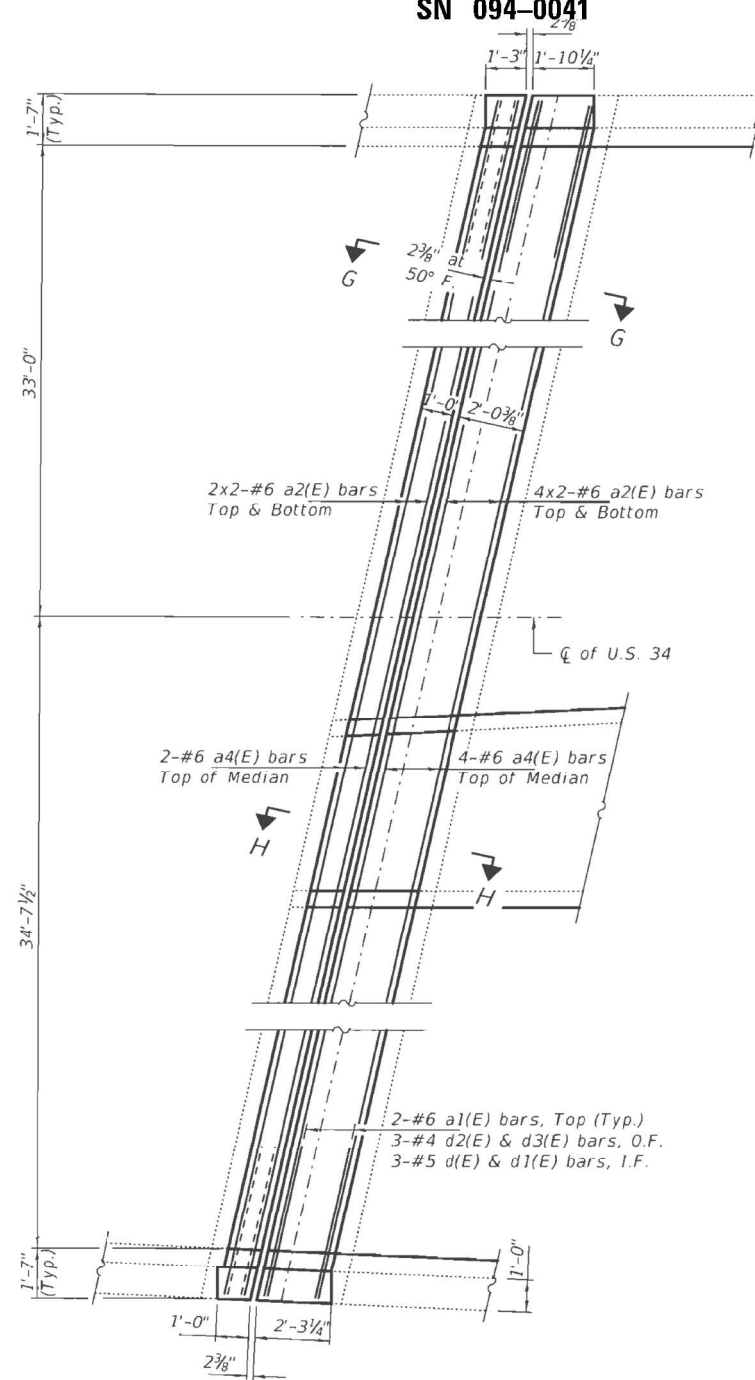 SN 094–0041
2⅜
1'-3" 1'-10¼"
1'-7"
(Typ.)
2⅜" at
50° F
G
G
33'-0"
1'-0" 2'-0⅜"
2x2-#6 a2(E) bars
Top & Bottom
4x2-#6 a2(E) bars
Top & Bottom
℄ of U.S. 34
2-#6 a4(E) bars
Top of Median
4-#6 a4(E) bars
Top of Median
H
H
34'-7½"
2-#6 a1(E) bars, Top (Typ.)
3-#4 d2(E) & d3(E) bars, O.F.
3-#5 d(E) & d1(E) bars, I.F.
1'-7"
(Typ.)
1'-0"
1'-0" 2'-3¼"
2⅜"